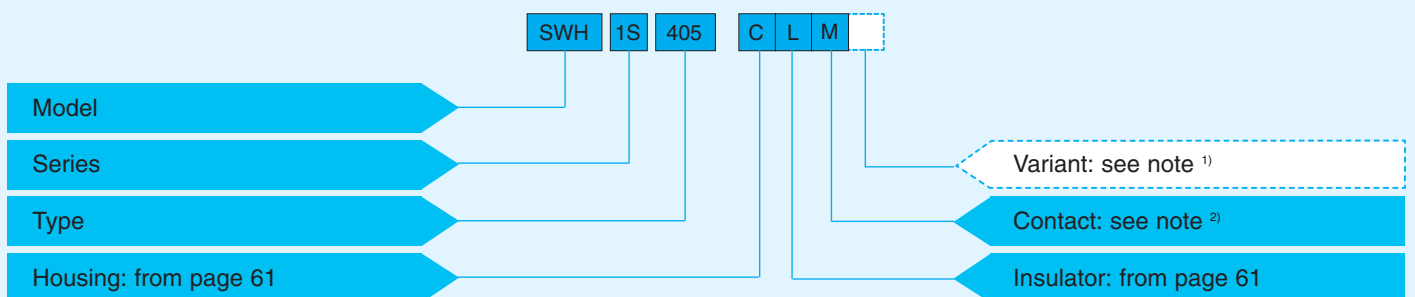 SWH 1S 405 C L M
Model
Series
Variant: see note 1)
Type
Contact: see note 2)
Housing: from page 61
Insulator: from page 61